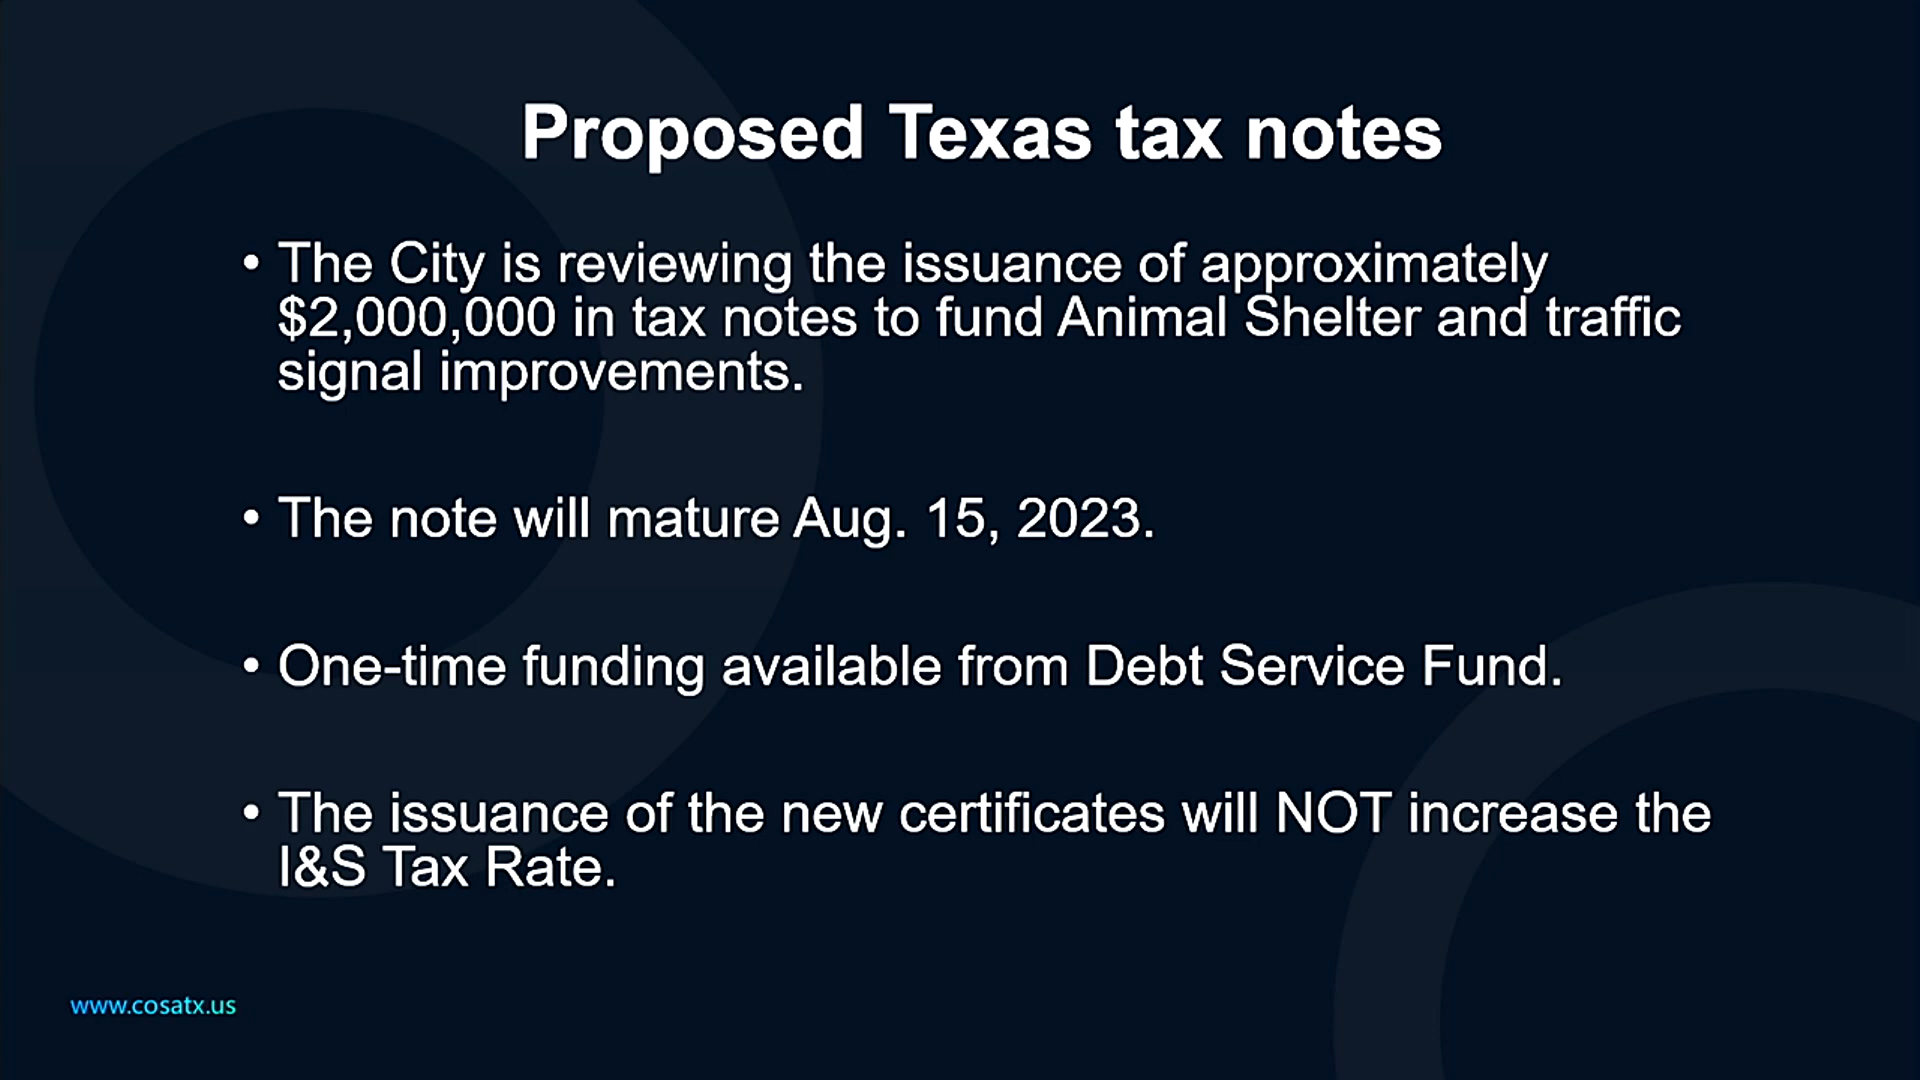 Proposed Texas tax notes
• The City is reviewing the issuance of approximately
$2,000,000 in tax notes to fund Animal Shelter and traffic
signal improvements.
• The note will mature Aug. 15, 2023.
• One-time funding available from Debt Service Fund.
• The issuance of the new certificates will NOT increase the
I&S Tax Rate.
www.cosatx.us